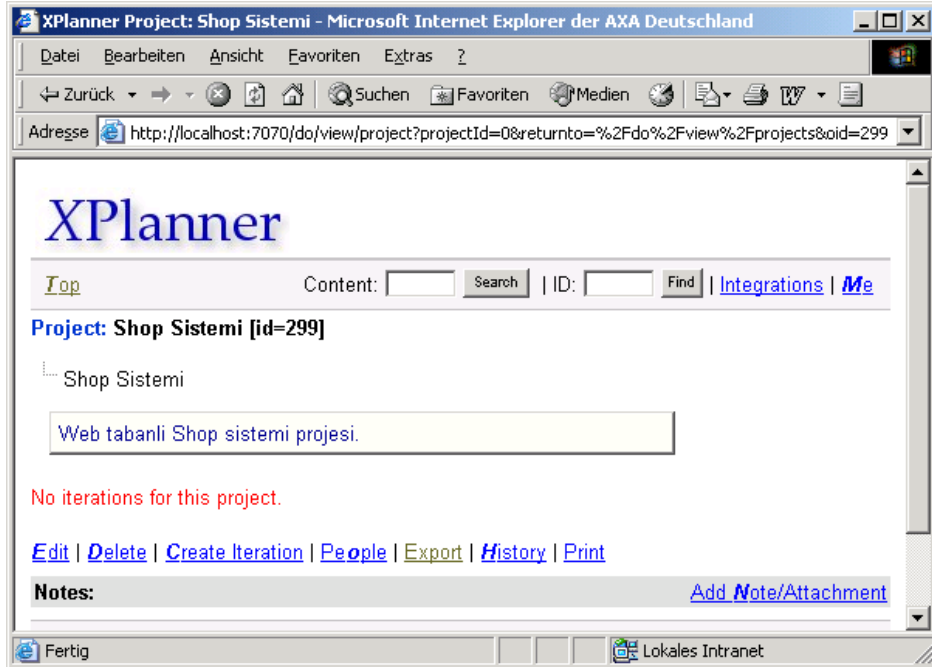 XPlanner Project: Shop Sistemi - Microsoft Internet Explorer der AXA Deutschland
Datei Bearbeiten Ansicht Favoriten Extras ?
Zurück Suchen Favoriten Medien
Adresse http://localhost:7070/do/view/project?projectId=0&returnto=%2Fdo%2Fview%2Fprojects&oid=299
XPlanner
Top Content: Search | ID: Find | Integrations | Me
Project: Shop Sistemi [id=299]
Shop Sistemi
Web tabanli Shop sistemi projesi.
No iterations for this project.
Edit | Delete | Create Iteration | People | Export | History | Print
Notes: Add Note/Attachment
Fertig Lokales Intranet